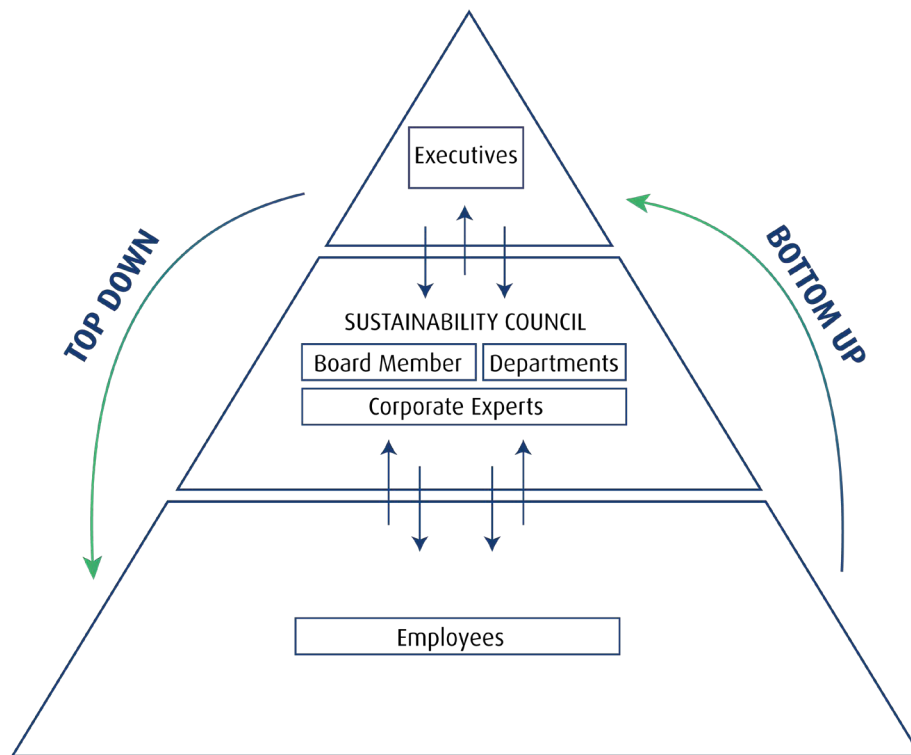 Executives
TOP DOWN
BOTTOM UP
SUSTAINABILITY COUNCIL
Board Member
Departments
Corporate Experts
Employees